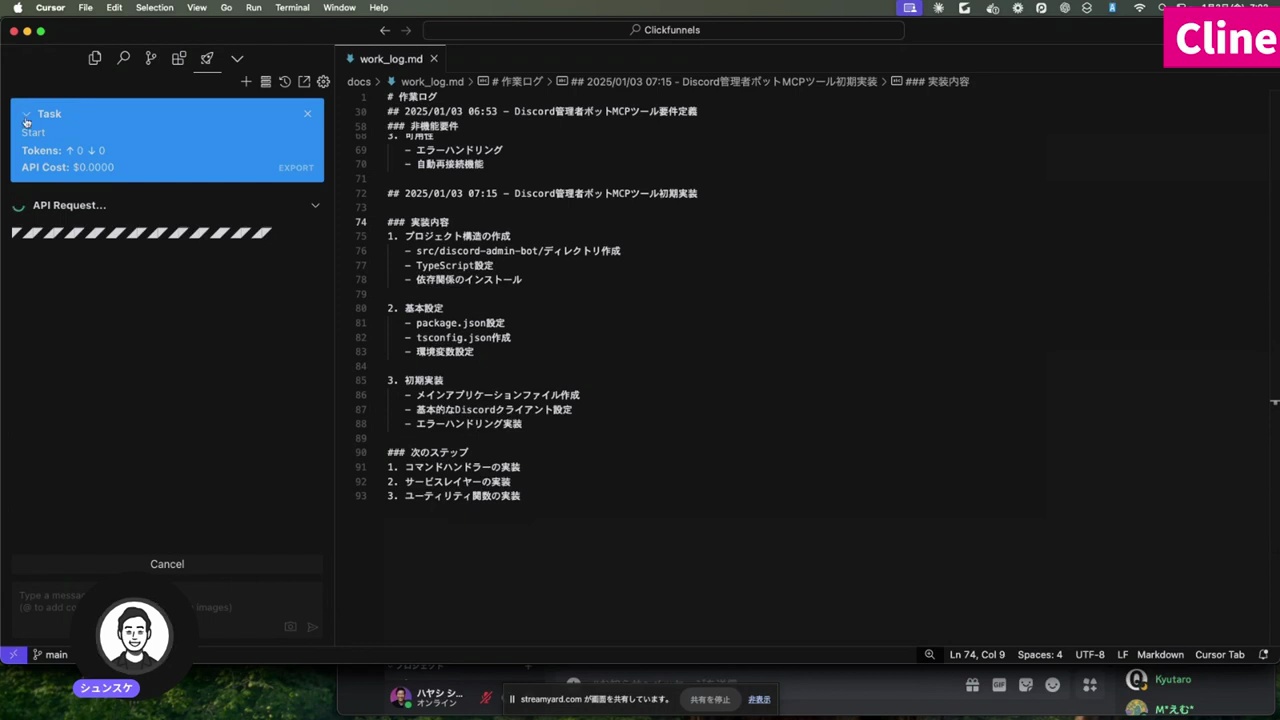 Cursor File Edit Selection View Go Run Terminal Window Help
Cline
Clickfunnels
work_log.md
docs > work_log.md > # 作業ログ > ## 2025/01/03 07:15 - Discord管理者ボットMCPツール初期実装 > ### 実装内容
Task
Start
Tokens: ↑ 0 ↓ 0
API Cost: $0.0000
EXPORT
API Request...
1 # 作業ログ
30 ## 2025/01/03 06:53 - Discord管理者ボットMCPツール要件定義
58 ### 非機能要件
68 3. 可用性
69 - エラーハンドリング
70 - 自動再接続機能
71
72 ## 2025/01/03 07:15 - Discord管理者ボットMCPツール初期実装
73
74 ### 実装内容
75 1. プロジェクト構造の作成
76 - src/discord-admin-bot/ディレクトリ作成
77 - TypeScript設定
78 - 依存関係のインストール
79
80 2. 基本設定
81 - package.json設定
82 - tsconfig.json作成
83 - 環境変数設定
84
85 3. 初期実装
86 - メインアプリケーションファイル作成
87 - 基本的なDiscordクライアント設定
88 - エラーハンドリング実装
89
90 ### 次のステップ
91 1. コマンドハンドラーの実装
92 2. サービスレイヤーの実装
93 3. ユーティリティ関数の実装
Cancel
Type a messa
(@ to add co images)
シュンスケ
main
Ln 74, Col 9 Spaces: 4 UTF-8 LF Markdown Cursor Tab
ハヤシ シ...
オンライン
streamyard.com が画面を共有しています。
共有を停止
非表示
GIF
Kyutaro
M*えむ*